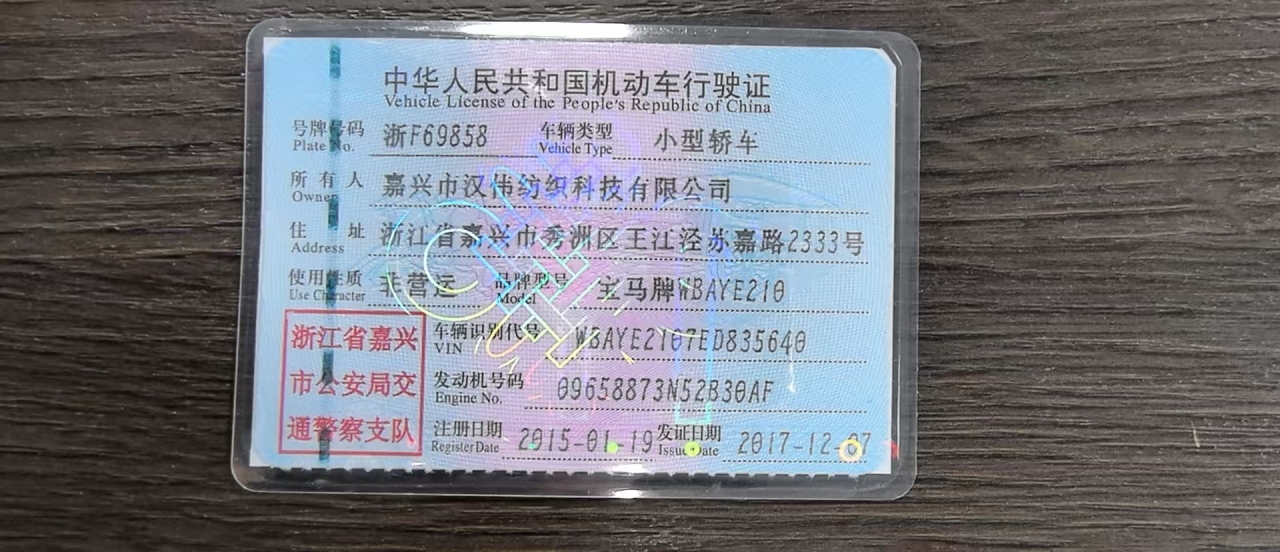 中华人民共和国机动车行驶证
Vehicle License of the People's Republic of China
号牌号码 浙F69858 车辆类型 小型轿车
Plate No. Vehicle Type
所有人 嘉兴市汉伟纺织科技有限公司
Owner
住址 浙江省嘉兴市秀洲区王江泾苏嘉路2333号
Address
使用性质 非营运 品牌型号 宝马牌WBAYE210
Use Character Model
浙江省嘉兴 车辆识别代号 WBAYE2107ED835640
VIN
市公安局交 发动机号码 09658873N52B30AF
Engine No.
通警察支队 注册日期 2015-01-19 发证日期 2017-12-07
Register Date Issue Date